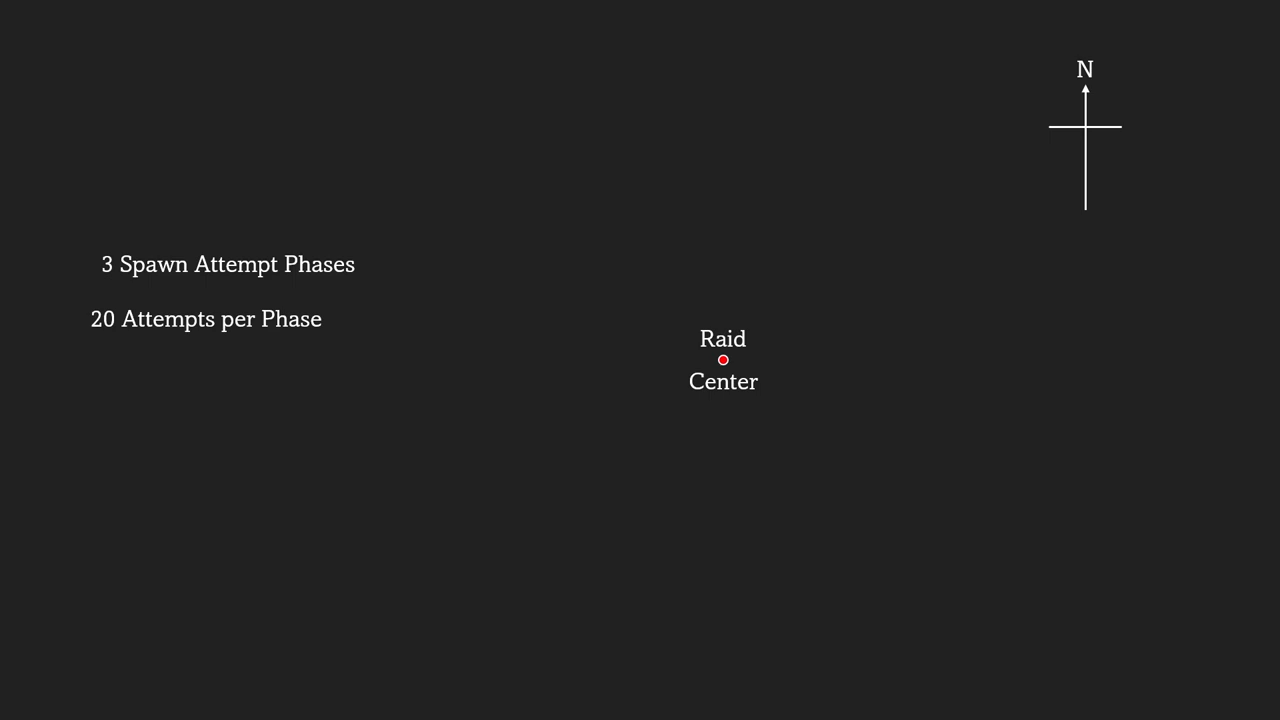 N
3 Spawn Attempt Phases
20 Attempts per Phase
Raid
Center